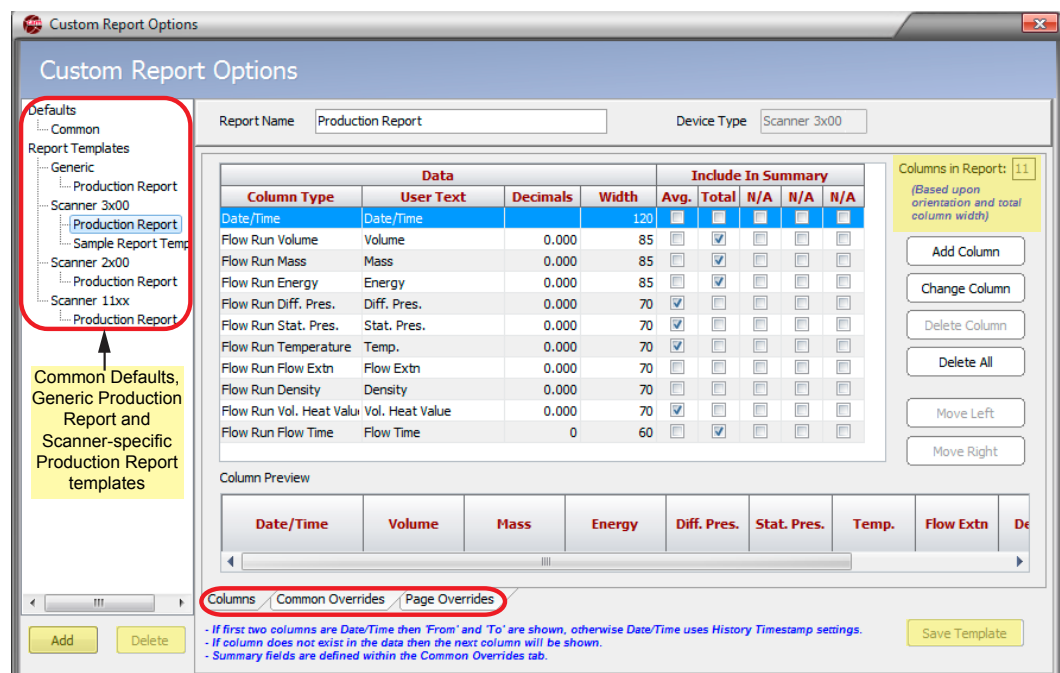 Custom Report Options
Custom Report Options
Defaults
Common
Report Templates
Generic
Production Report
Scanner 3x00
Production Report
Sample Report Temp
Scanner 2x00
Production Report
Scanner 11xx
Production Report
Common Defaults,
Generic Production
Report and
Scanner-specific
Production Report
templates
Add Delete
Report Name Production Report Device Type Scanner 3x00
Data Include In Summary
Column Type User Text Decimals Width Avg. Total N/A N/A N/A
Date/Time Date/Time 120
Flow Run Volume Volume 0.000 85
Flow Run Mass Mass 0.000 85
Flow Run Energy Energy 0.000 85
Flow Run Diff. Pres. Diff. Pres. 0.000 70
Flow Run Stat. Pres. Stat. Pres. 0.000 70
Flow Run Temperature Temp. 0.000 70
Flow Run Flow Extn Flow Extn 0.000 70
Flow Run Density Density 0.000 70
Flow Run Vol. Heat Valu Vol. Heat Value 0.000 70
Flow Run Flow Time Flow Time 0 60
Columns in Report: 11
(Based upon
orientation and total
column width)
Add Column
Change Column
Delete Column
Delete All
Move Left
Move Right
Column Preview
Date/Time Volume Mass Energy Diff. Pres. Stat. Pres. Temp. Flow Extn De
Columns Common Overrides Page Overrides
- If first two columns are Date/Time then 'From' and 'To' are shown, otherwise Date/Time uses History Timestamp settings.
- If column does not exist in the data then the next column will be shown.
- Summary fields are defined within the Common Overrides tab.
Save Template